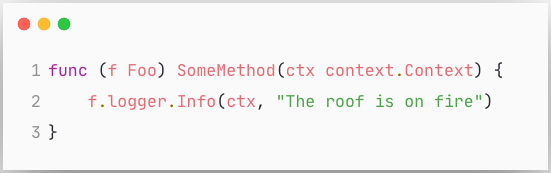 1 func (f Foo) SomeMethod(ctx context.Context) {
2     f.logger.Info(ctx, "The roof is on fire")
3 }